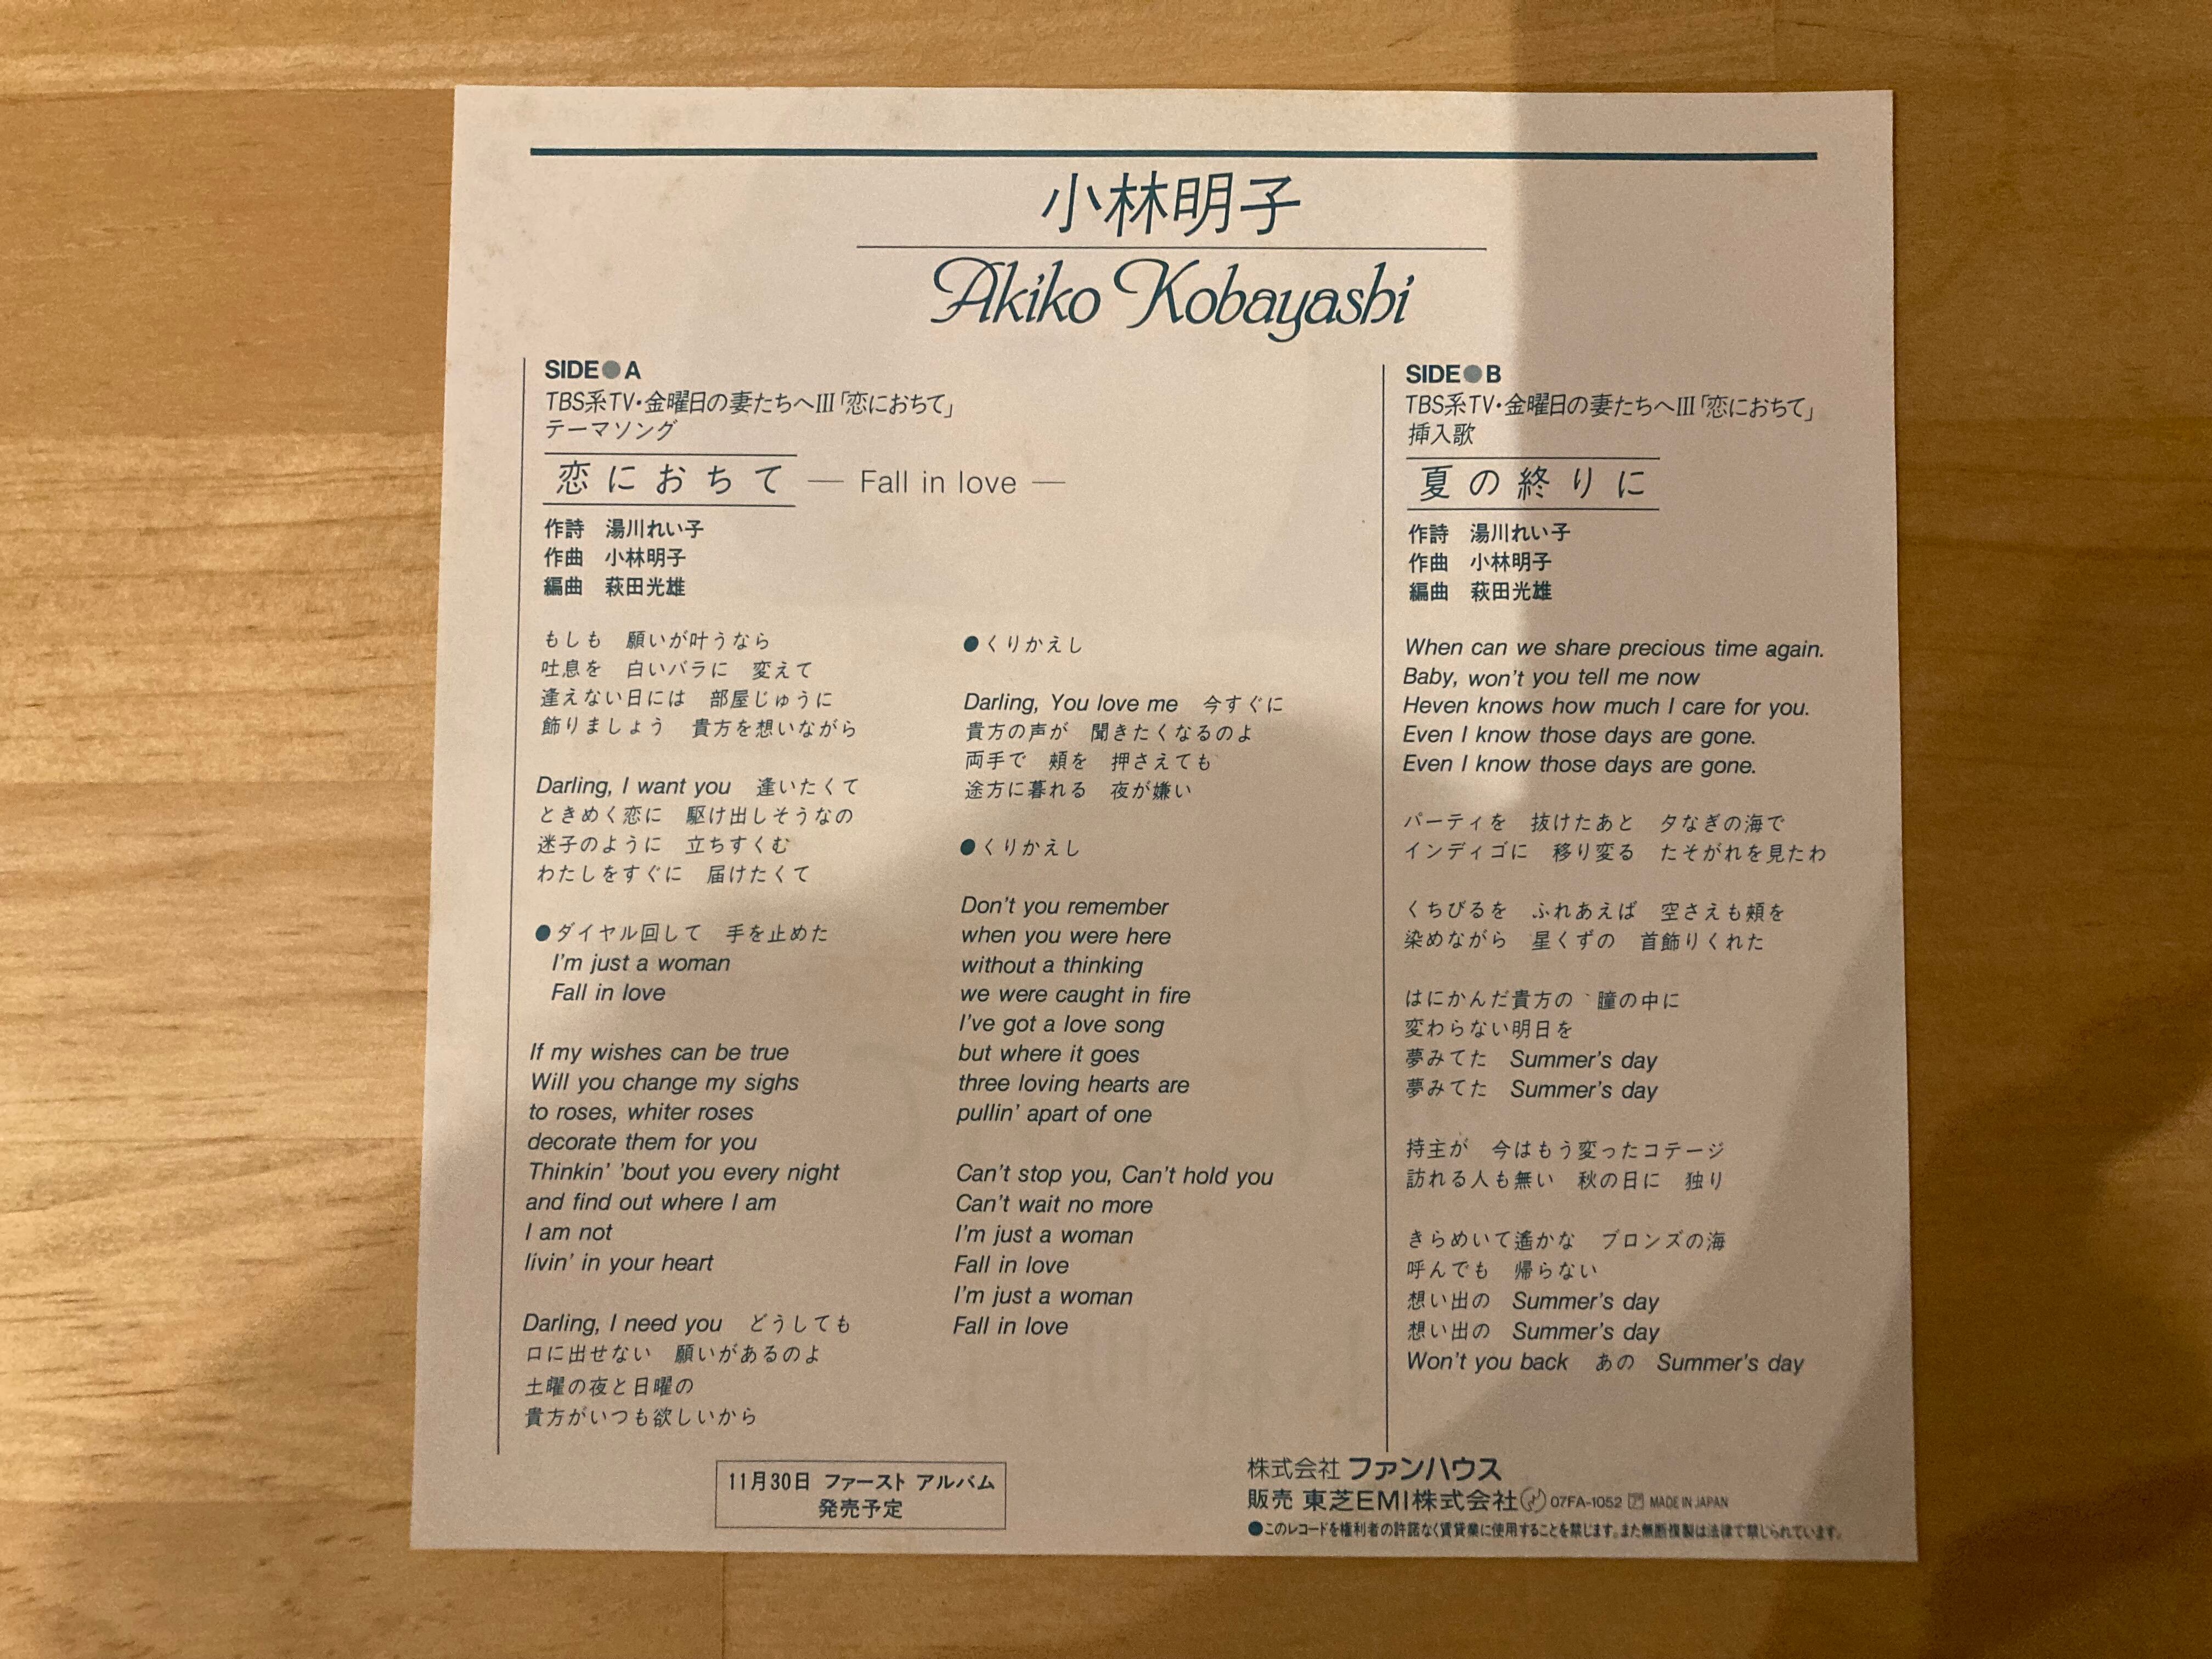 小林明子
Akiko Kobayashi
SIDE●A
TBS系TV・金曜日の妻たちへⅢ「恋におちて」
テーマソング
恋におちて — Fall in love —
作詩　湯川れい子
作曲　小林明子
編曲　萩田光雄
もしも　願いが叶うなら
吐息を　白いバラに　変えて
逢えない日には　部屋じゅうに
飾りましょう　貴方を想いながら
Darling, I want you　逢いたくて
ときめく恋に　駆け出しそうなの
迷子のように　立ちすくむ
わたしをすぐに　届けたくて
●ダイヤル回して　手を止めた
I'm just a woman
Fall in love
If my wishes can be true
Will you change my sighs
to roses, whiter roses
decorate them for you
Thinkin' 'bout you every night
and find out where I am
I am not
livin' in your heart
Darling, I need you　どうしても
口に出せない　願いがあるのよ
土曜の夜と日曜の
貴方がいつも欲しいから
●くりかえし
Darling, You love me　今すぐに
貴方の声が　聞きたくなるのよ
両手で　頬を　押さえても
途方に暮れる　夜が嫌い
●くりかえし
Don't you remember
when you were here
without a thinking
we were caught in fire
I've got a love song
but where it goes
three loving hearts are
pullin' apart of one
Can't stop you, Can't hold you
Can't wait no more
I'm just a woman
Fall in love
I'm just a woman
Fall in love
SIDE●B
TBS系TV・金曜日の妻たちへⅢ「恋におちて」
挿入歌
夏の終りに
作詩　湯川れい子
作曲　小林明子
編曲　萩田光雄
When can we share precious time again.
Baby, won't you tell me now
Heven knows how much I care for you.
Even I know those days are gone.
Even I know those days are gone.
パーティを　抜けたあと　夕なぎの海で
インディゴに　移り変る　たそがれを見たわ
くちびるを　ふれあえば　空さえも頬を
染めながら　星くずの　首飾りくれた
はにかんだ貴方の　瞳の中に
変わらない明日を
夢みてた　Summer's day
夢みてた　Summer's day
持主が　今はもう変ったコテージ
訪れる人も無い　秋の日に　独り
きらめいて遙かな　ブロンズの海
呼んでも　帰らない
想い出の　Summer's day
想い出の　Summer's day
Won't you back　あの　Summer's day
11月30日 ファースト アルバム
発売予定
株式会社 ファンハウス
販売 東芝EMI株式会社 07FA-1052 MADE IN JAPAN
●このレコードを権利者の許諾なく賃貸業に使用することを禁じます。また無断複製は法律で禁じられています。